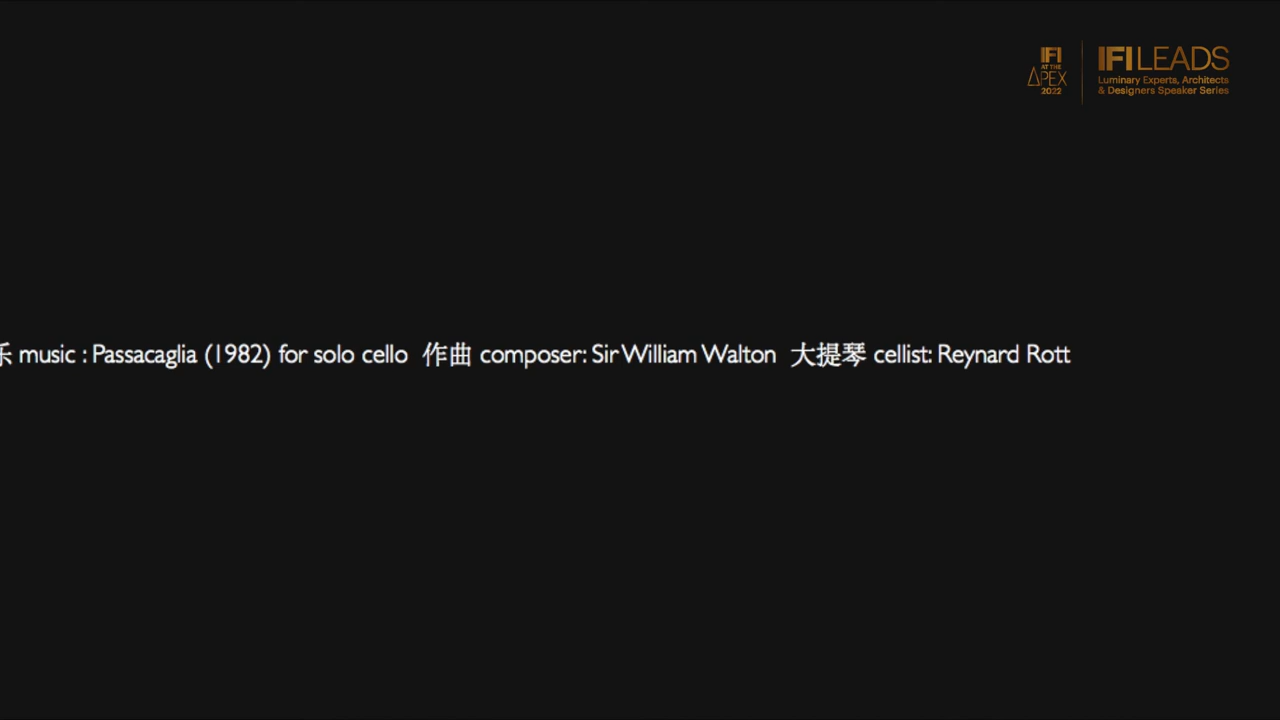 IFI
AT THE
APEX
2022
IFI LEADS
Luminary Experts, Architects
& Designers Speaker Series
乐 music : Passacaglia (1982) for solo cello 作曲 composer: Sir William Walton 大提琴 cellist: Reynard Rott